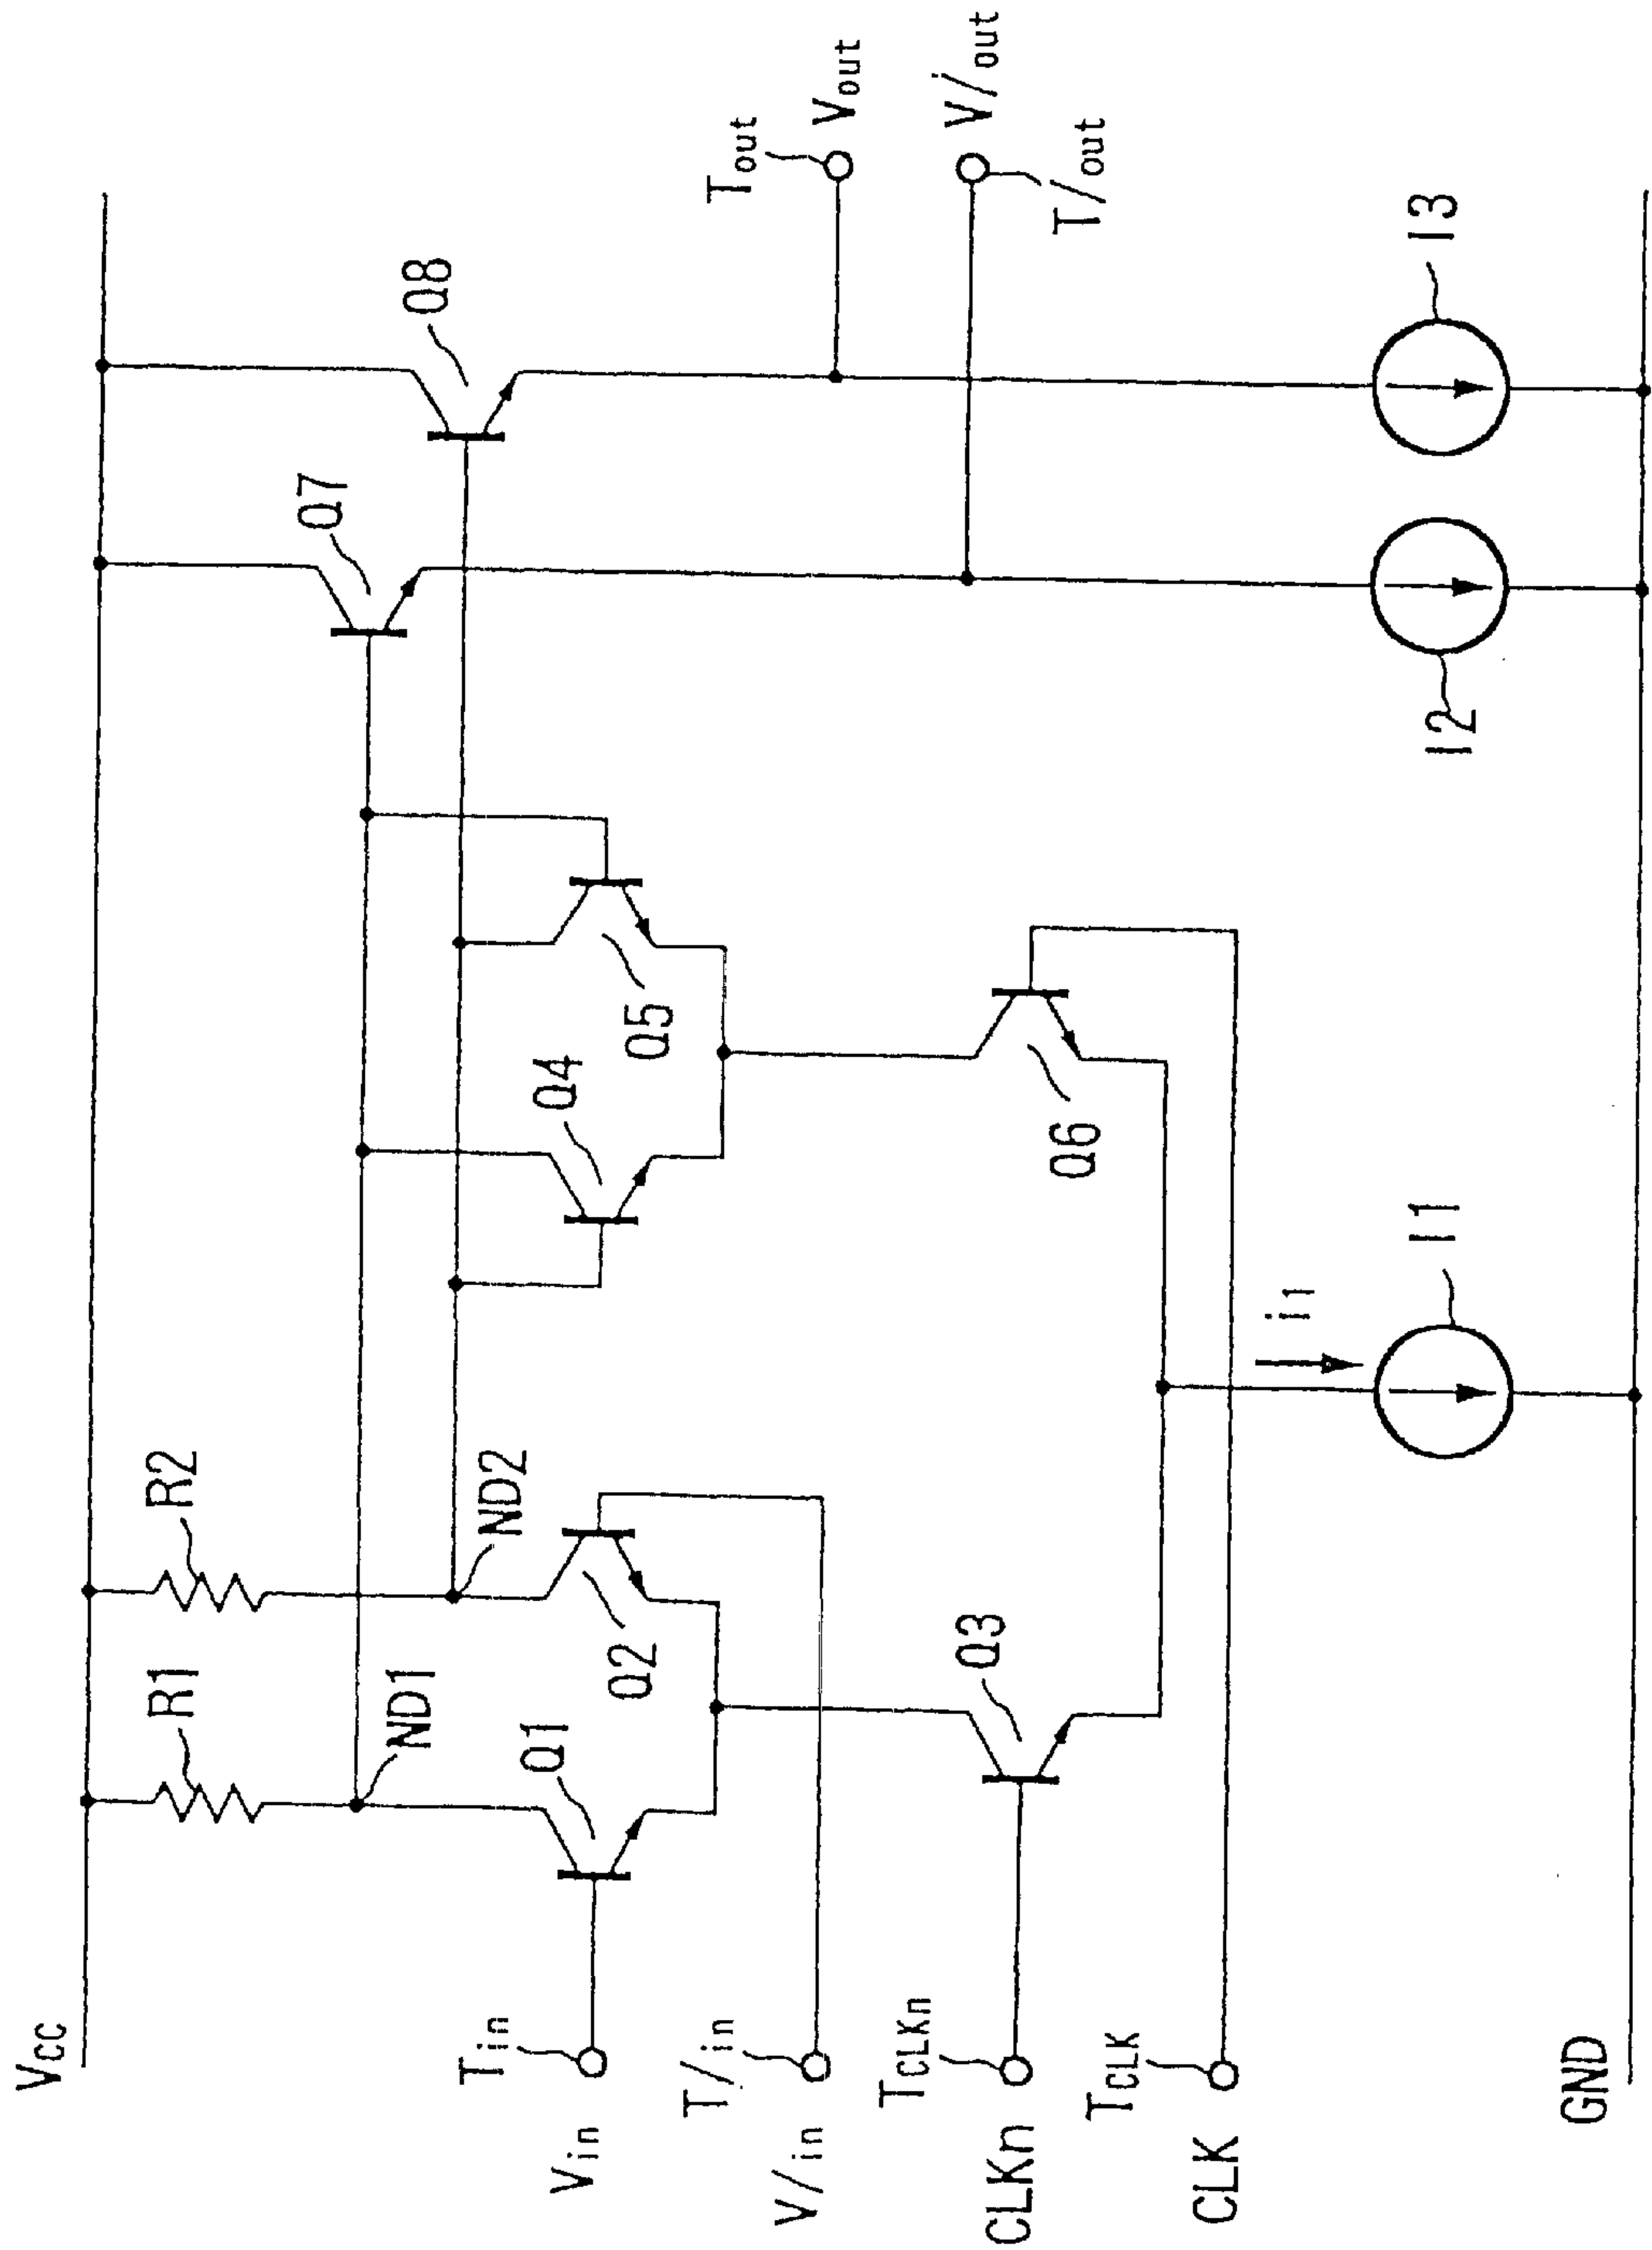 VCC
R1
R2
ND1
ND2
Q7
Q8
Tin
Vin
Q1
Q2
Q4
Q5
Tout
Vout
T/in
V/in
V/out
T/out
TCLKn
CLKn
Q3
Q6
TCLK
CLK
i1
I1
I2
I3
GND